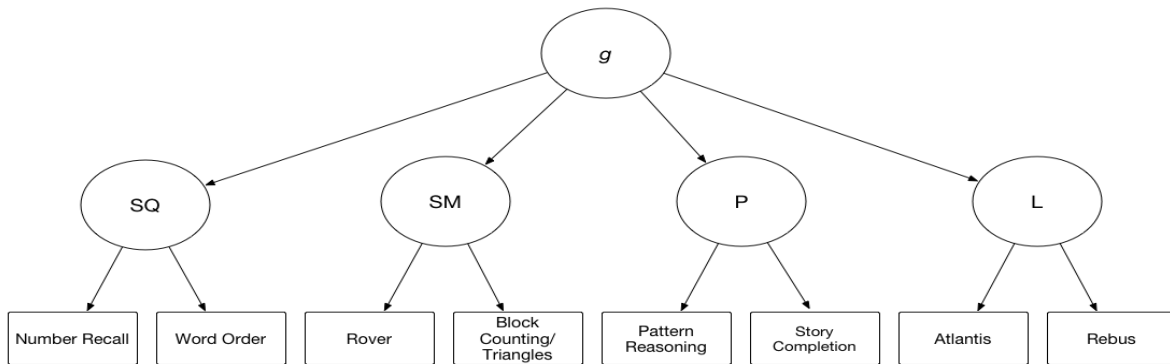 g
SQ
SM
P
L
Number Recall
Word Order
Rover
Block
Counting/
Triangles
Pattern
Reasoning
Story
Completion
Atlantis
Rebus